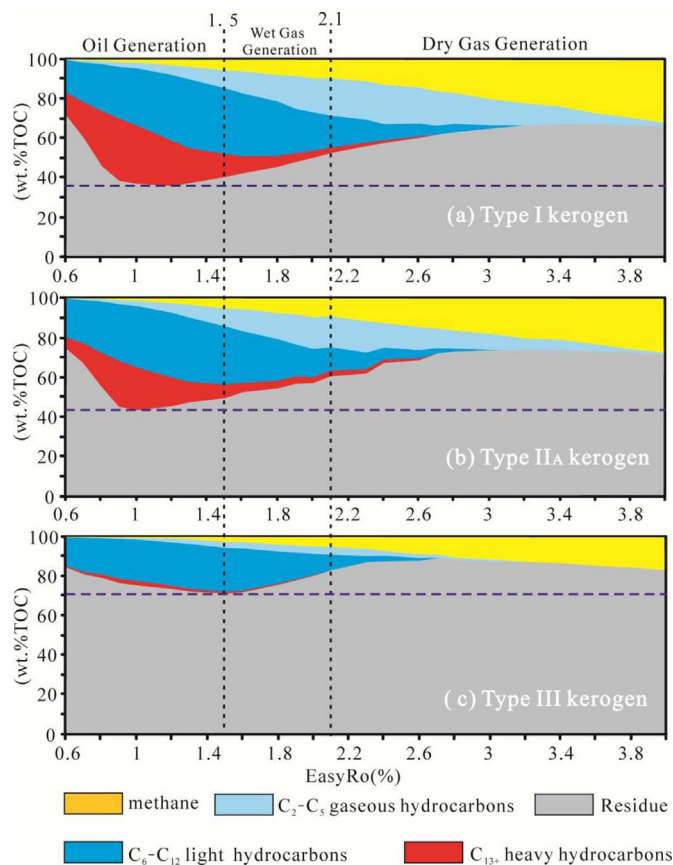 1. 5 2.1
Oil Generation Wet Gas Generation Dry Gas Generation
100
80
60
40
20
0
(wt.%TOC)
(a) Type I kerogen
0.6 1 1.4 1.8 2.2 2.6 3 3.4 3.8
100
80
60
40
20
0
(wt.%TOC)
(b) Type IIA kerogen
0.6 1 1.4 1.8 2.2 2.6 3 3.4 3.8
100
80
60
40
20
0
(wt.%TOC)
( c) Type III kerogen
0.6 1 1.4 1.8 2.2 2.6 3 3.4 3.8
EasyRo(%)
methane C₂-C₅ gaseous hydrocarbons Residue
C₆-C₁₂ light hydrocarbons C₁₃₊ heavy hydrocarbons